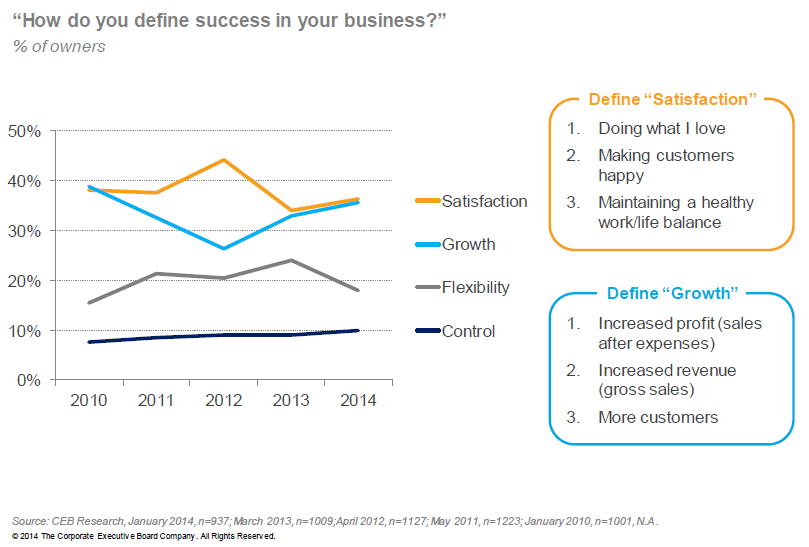 “How do you define success in your business?”
% of owners
50%
40%
30%
20%
10%
0%
2010 2011 2012 2013 2014
Satisfaction
Growth
Flexibility
Control
Define “Satisfaction”
1. Doing what I love
2. Making customers
happy
3. Maintaining a healthy
work/life balance
Define “Growth”
1. Increased profit (sales
after expenses)
2. Increased revenue
(gross sales)
3. More customers
Source: CEB Research, January 2014, n=937; March 2013, n=1009; April 2012, n=1127; May 2011, n=1223; January 2010, n=1001, N.A.
© 2014 The Corporate Executive Board Company. All Rights Reserved.